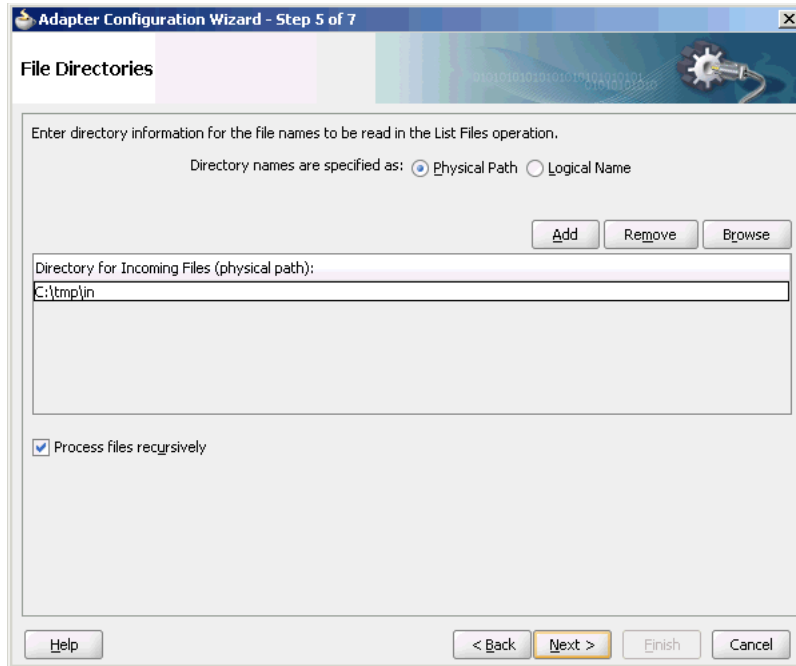 Adapter Configuration Wizard - Step 5 of 7
File Directories
Enter directory information for the file names to be read in the List Files operation.
Directory names are specified as: Physical Path Logical Name
Add Remove Browse
Directory for Incoming Files (physical path):
C:\tmp\in
Process files recursively
Help < Back Next > Finish Cancel